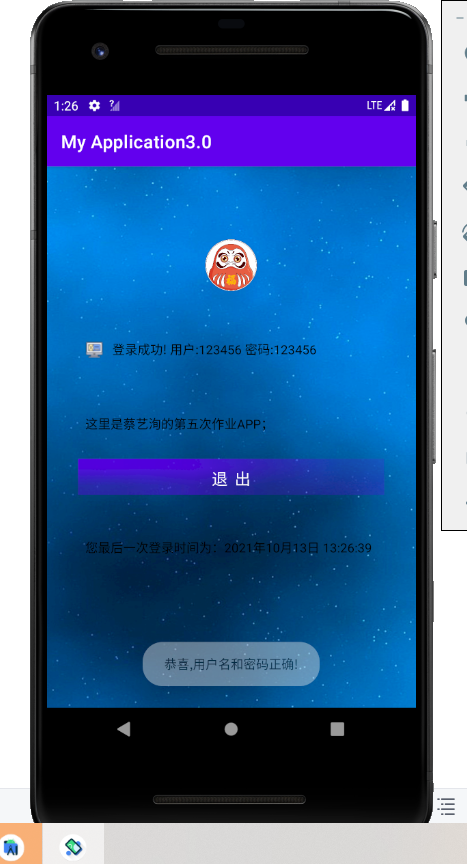 1:26
LTE
My Application3.0
登录成功! 用户:123456 密码:123456
这里是蔡艺洵的第五次作业APP；
退 出
您最后一次登录时间为：2021年10月13日 13:26:39
恭喜,用户名和密码正确!